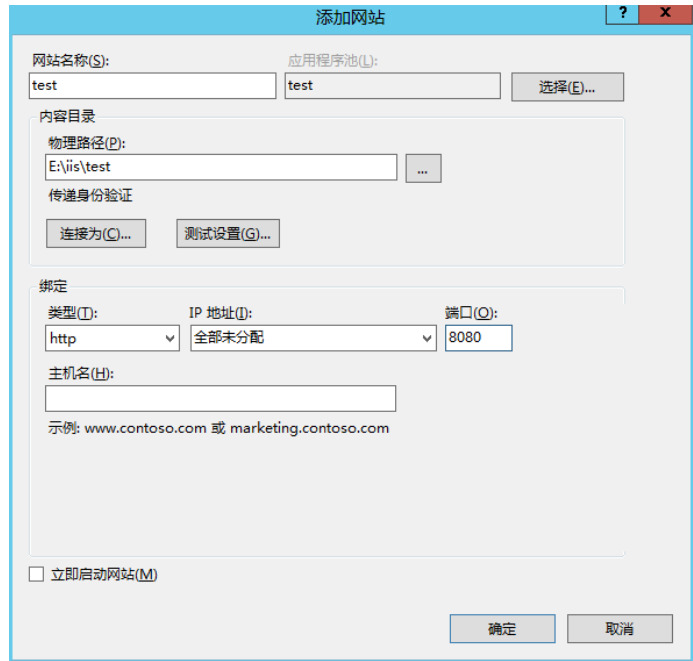 添加网站
? x
网站名称(S): 应用程序池(L):
test test 选择(E)...
内容目录
物理路径(P):
E:\iis\test ...
传递身份验证
连接为(C)... 测试设置(G)...
绑定
类型(T): IP 地址(I): 端口(O):
http 全部未分配 8080
主机名(H):
示例: www.contoso.com 或 marketing.contoso.com
立即启动网站(M)
确定 取消